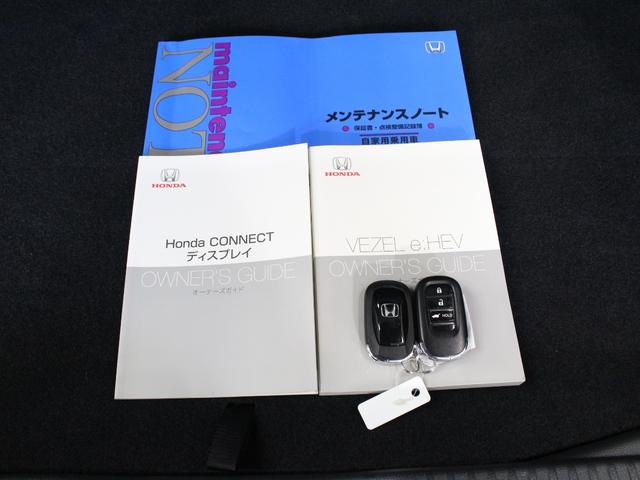 メンテナンスノート
保証書・点検整備記録簿
自家用乗用車
HONDA
Honda CONNECT
ディスプレイ
OWNER'S GUIDE
オーナーズガイド
HONDA
VEZEL e:HEV
OWNER'S GUIDE
HOLD